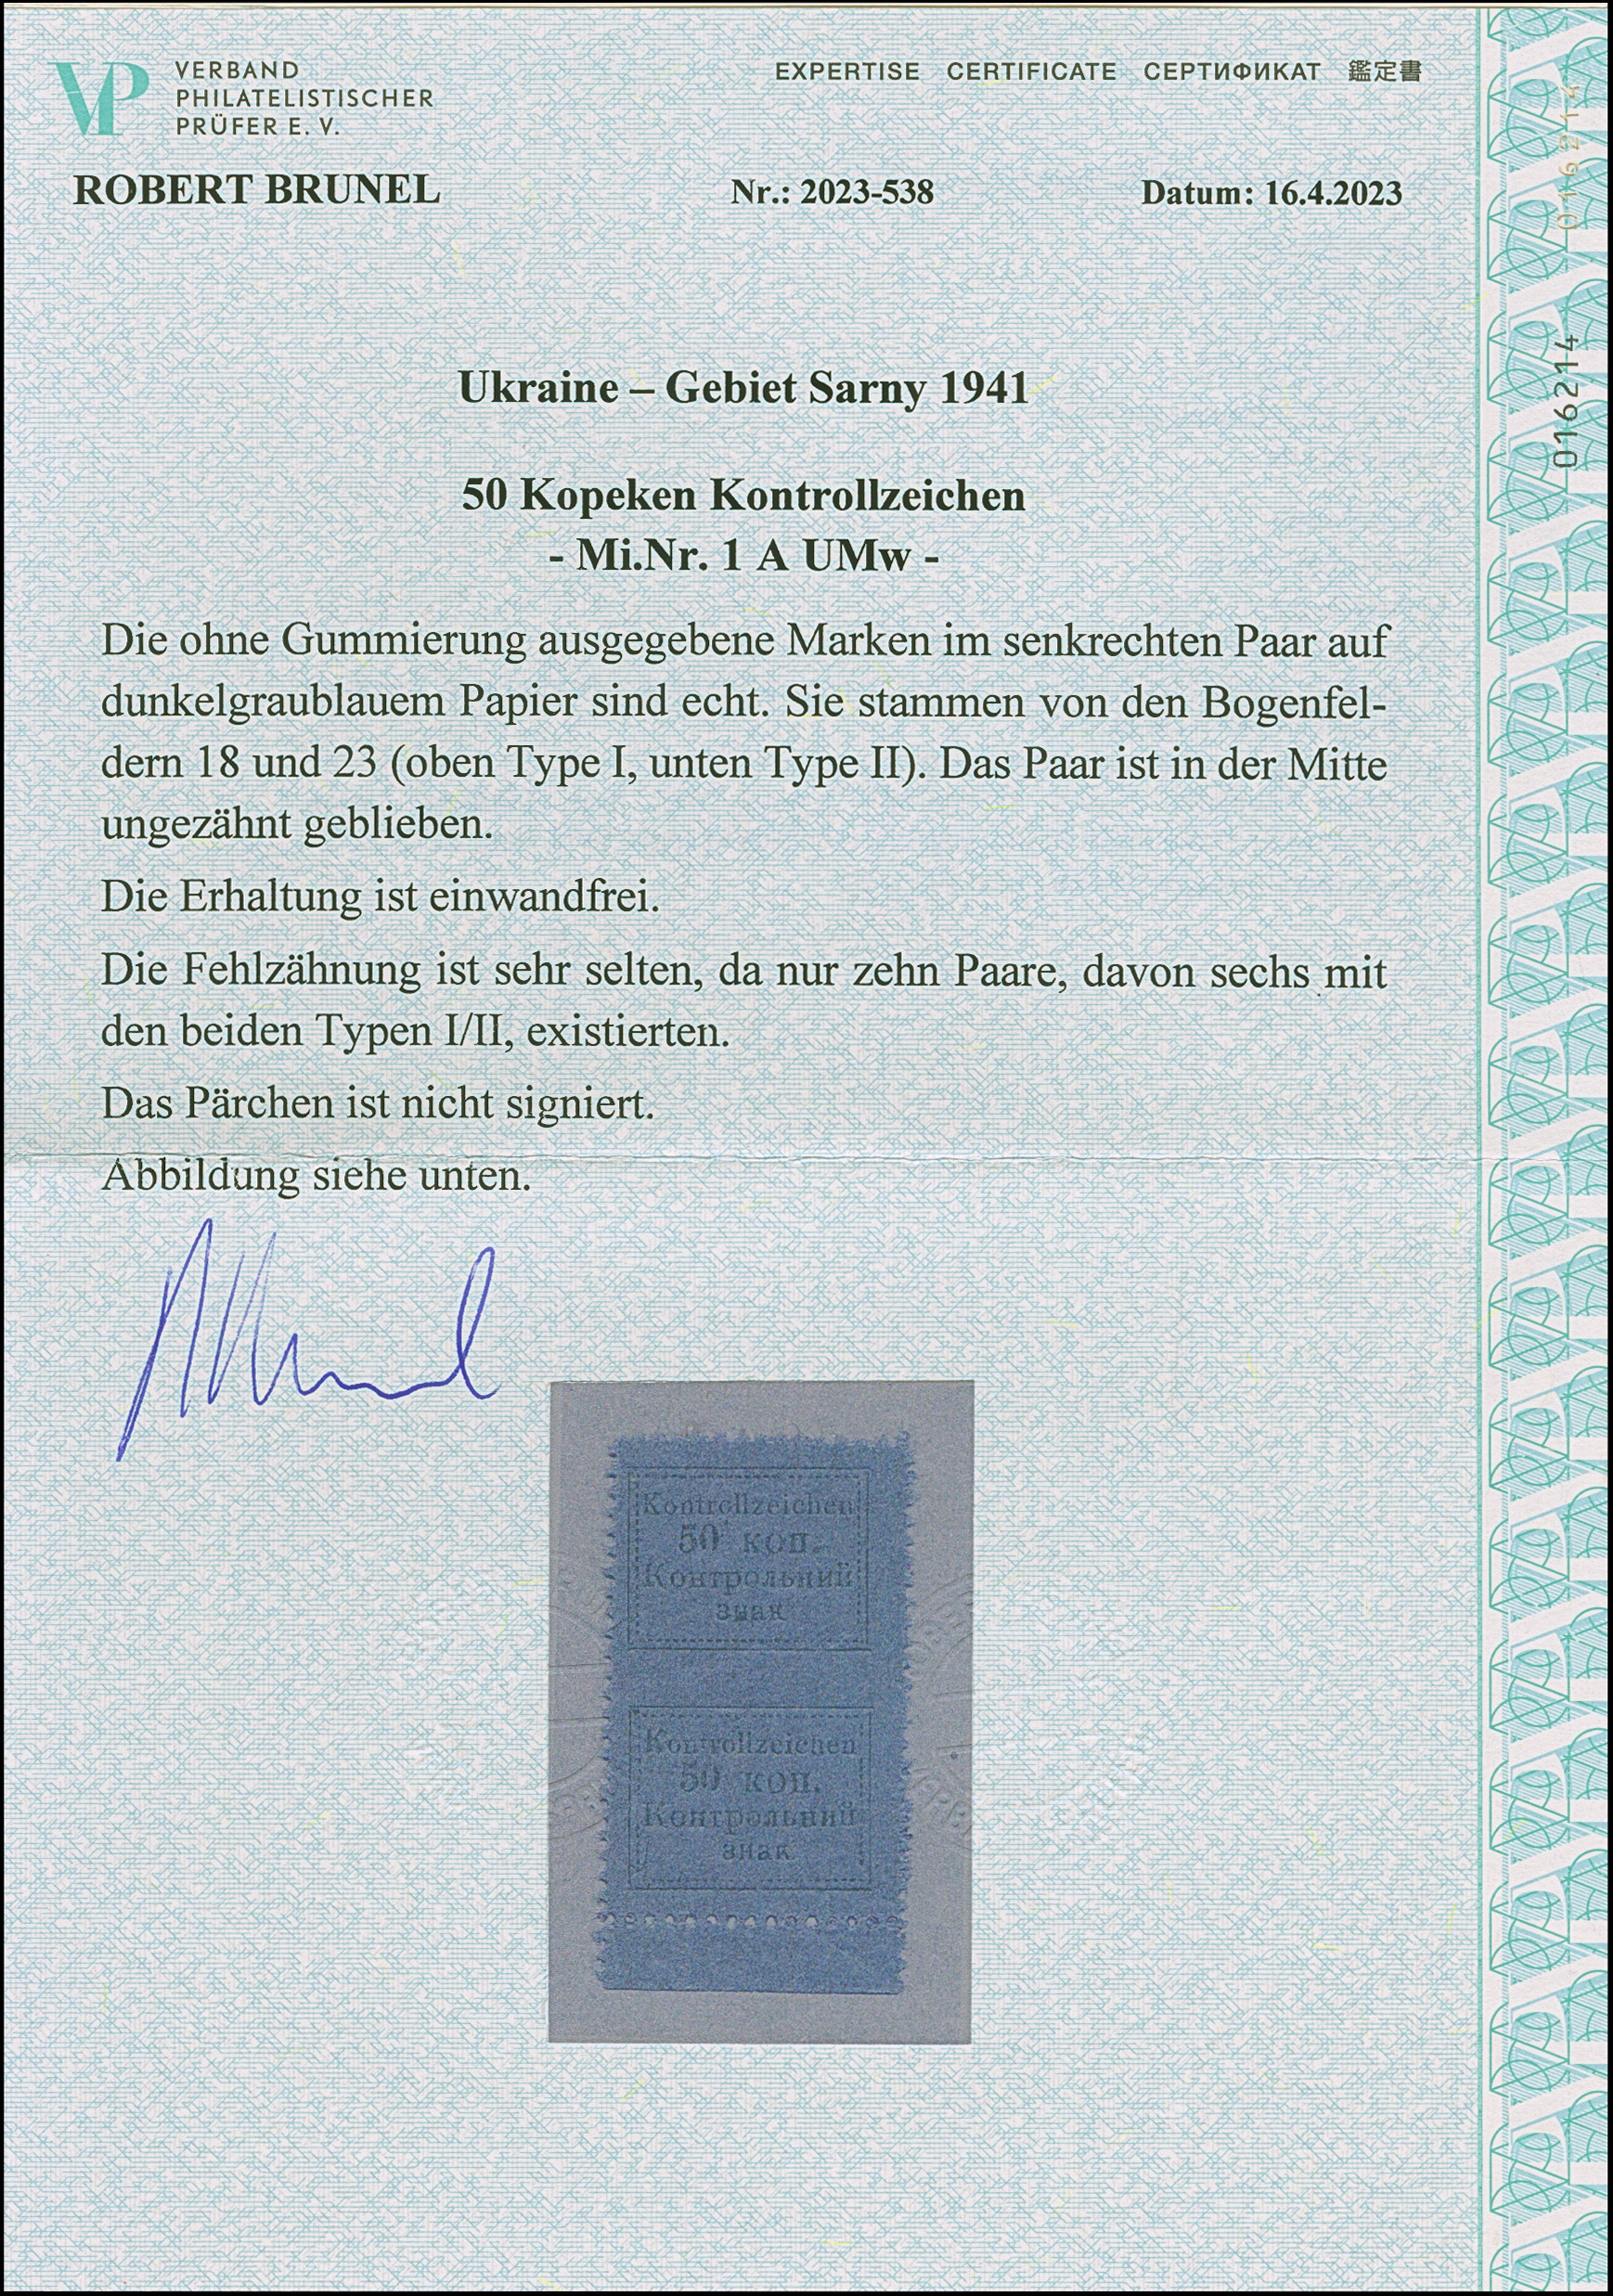 VP VERBAND
PHILATELISTISCHER
PRÜFER E. V.
EXPERTISE CERTIFICATE СЕРТИФИКАТ 鑑定書
ROBERT BRUNEL Nr.: 2023-538 Datum: 16.4.2023
016214
016214
Ukraine – Gebiet Sarny 1941
50 Kopeken Kontrollzeichen
- Mi.Nr. 1 A UMw -
Die ohne Gummierung ausgegebene Marken im senkrechten Paar auf
dunkelgraublauem Papier sind echt. Sie stammen von den Bogenfel-
dern 18 und 23 (oben Type I, unten Type II). Das Paar ist in der Mitte
ungezähnt geblieben.
Die Erhaltung ist einwandfrei.
Die Fehlzähnung ist sehr selten, da nur zehn Paare, davon sechs mit
den beiden Typen I/II, existierten.
Das Pärchen ist nicht signiert.
Abbildung siehe unten.
Kontrollzeichen
50 коп.
Контрольний
знак
Kontrollzeichen
50 коп.
Контрольний
знак